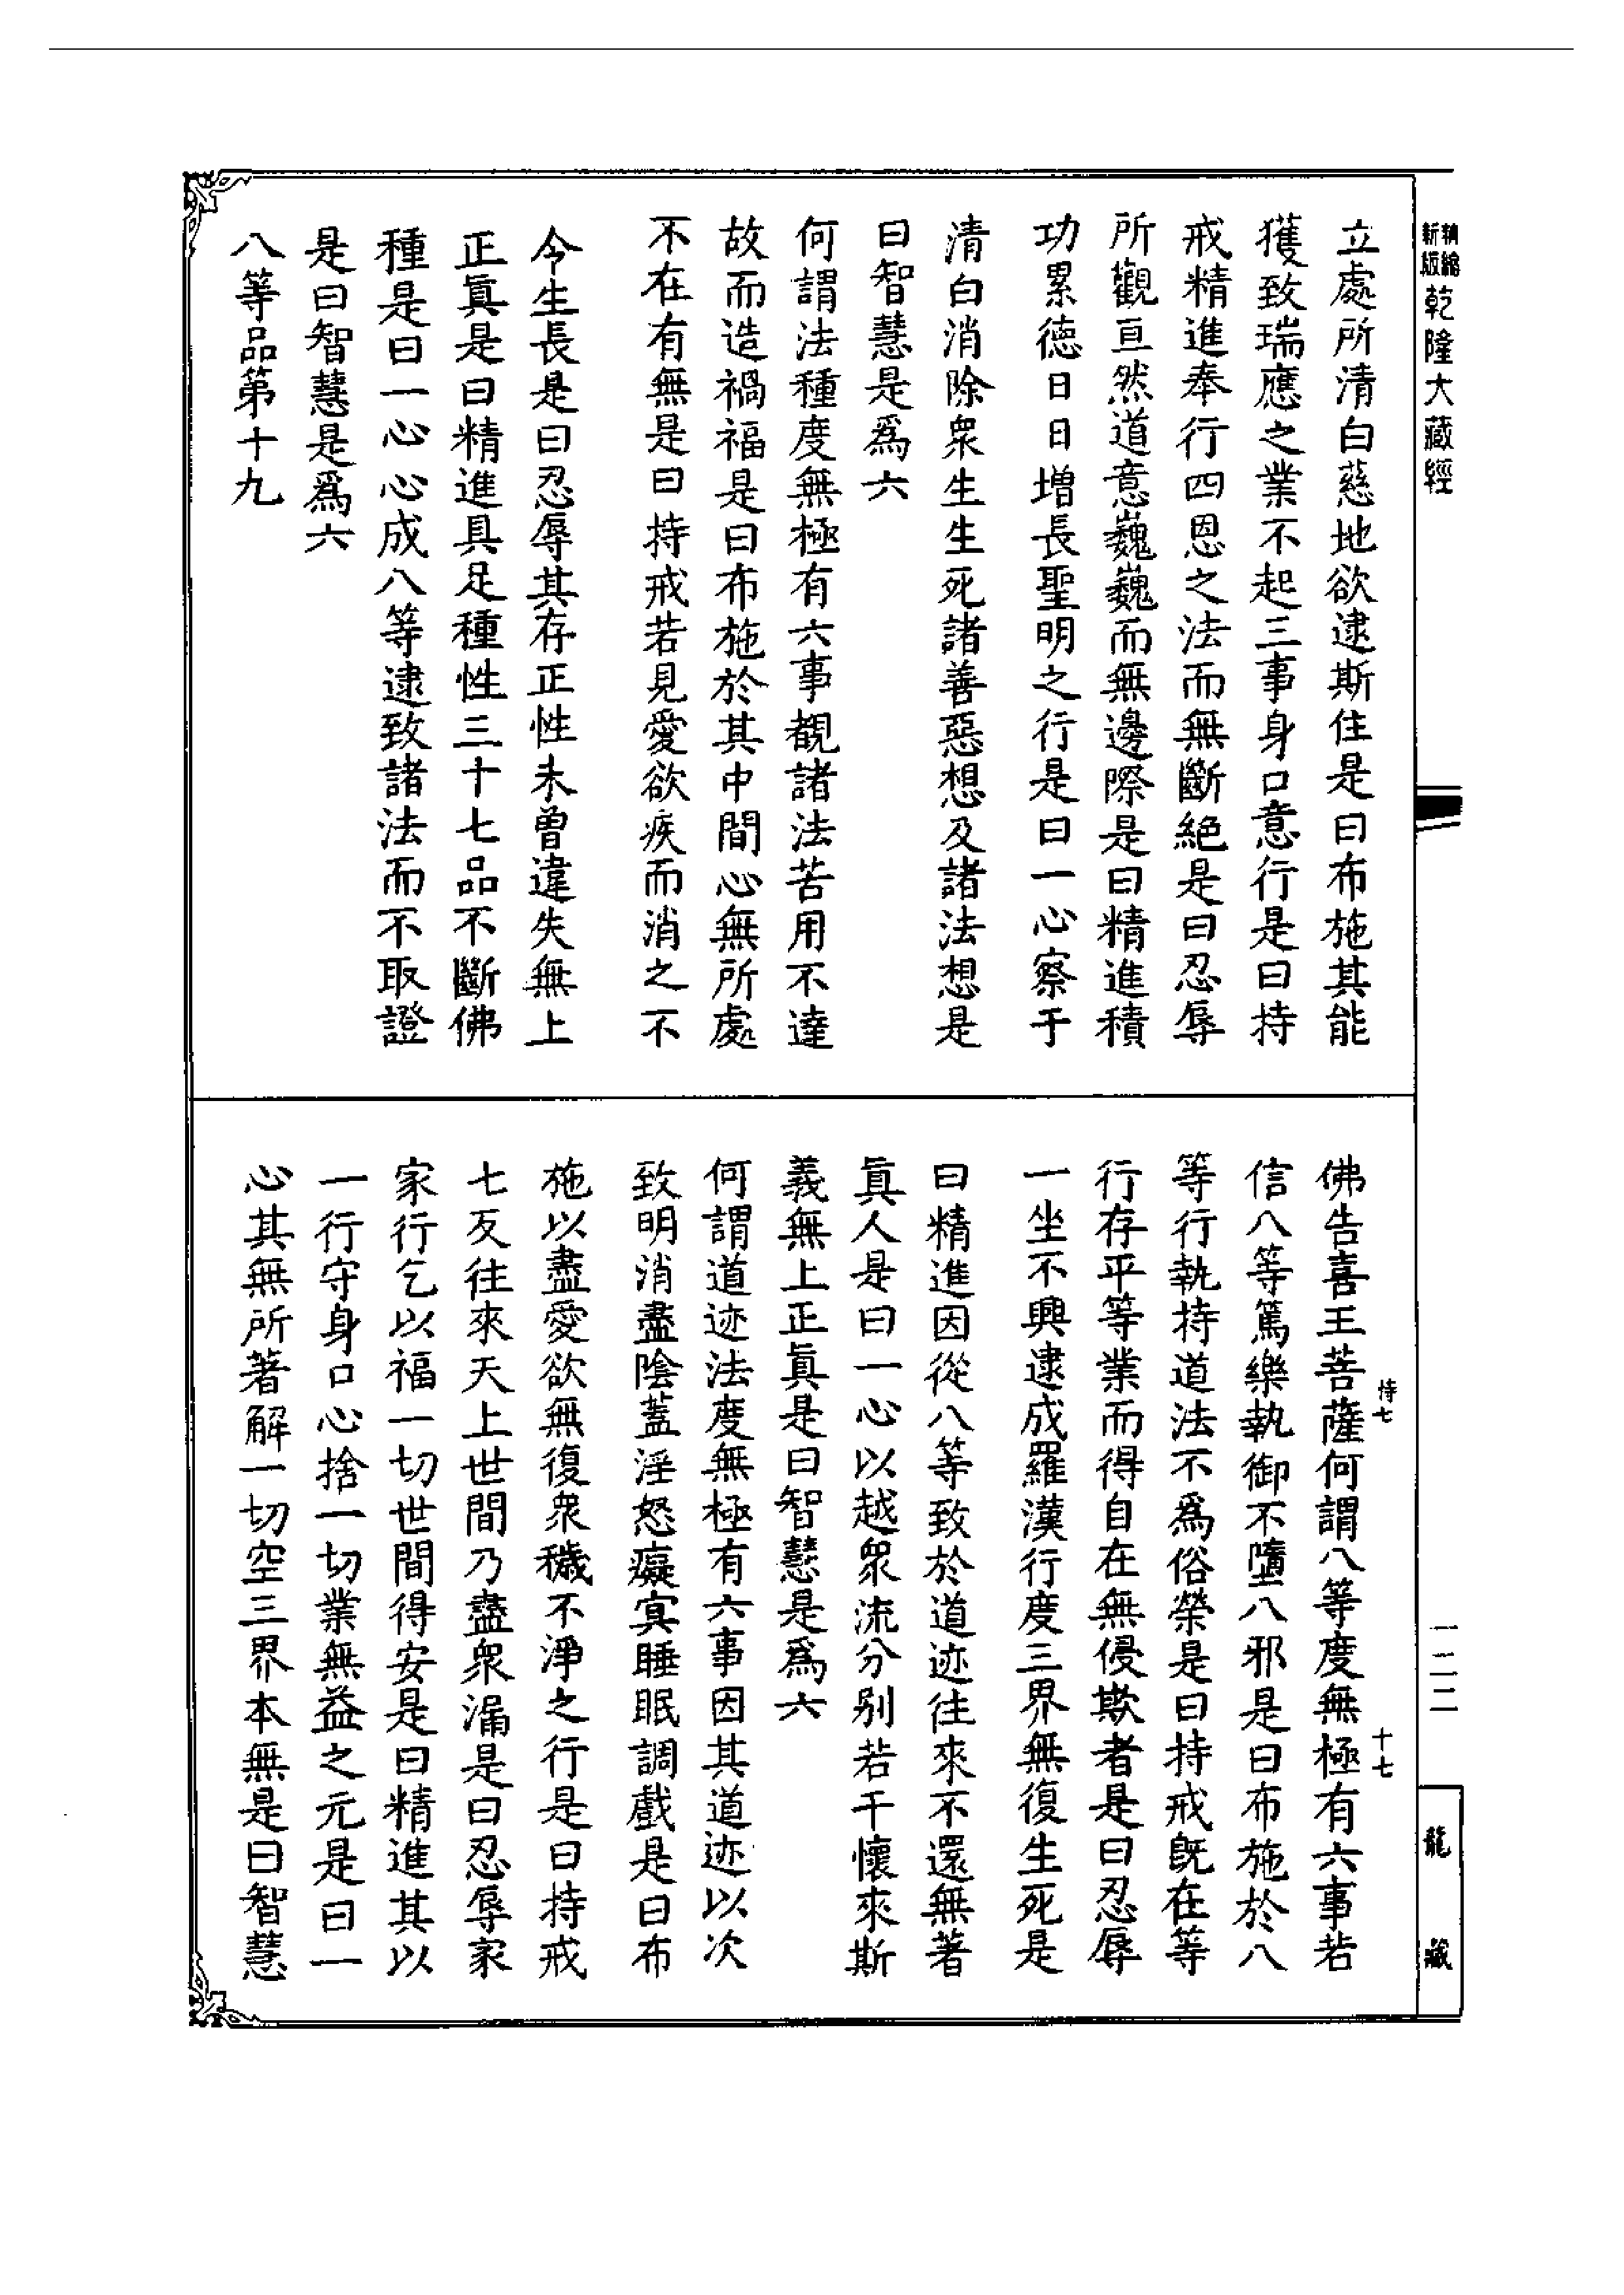 精縮
新版
乾隆大藏經
立處所清白慈地欲逮斯住是曰布施其能
獲致瑞應之業不起三事身口意行是曰持
戒精進奉行四恩之法而無斷絕是曰忍辱
所觀亘然道意巍巍而無邊際是曰精進積
功累德日日增長聖明之行是曰一心察于
清白消除衆生生死諸善惡想及諸法想是
曰智慧是爲六
何謂法種度無極有六事覩諸法苦用不達
故而造禍福是曰布施於其中間心無所處
不在有無是曰持戒若見愛欲疾而消之不
令生長是曰忍辱其存正性未曾違失無上
正眞是曰精進具足種性三十七品不斷佛
種是曰一心心成八等逮致諸法而不取證
是曰智慧是爲六
八等品第十九
佛告喜王菩薩何謂八等度無極有六事若
信八等篤樂執御不墮八邪是曰布施於八
等行執持道法不爲俗榮是曰持戒旣在等
行存平等業而得自在無侵欺者是曰忍辱
一坐不興逮成羅漢行度三界無復生死是
曰精進因從八等致於道迹往來不還無著
眞人是曰一心以越衆流分別若干懷來斯
義無上正眞是曰智慧是爲六
何謂道迹法度無極有六事因其道迹以次
致明消盡陰蓋淫怒癡寘睡眠調戲是曰布
施以盡愛欲無復衆穢不淨之行是曰持戒
七反往來天上世間乃盡衆漏是曰忍辱家
家行乞以福一切世間得安是曰精進其以
一行守身口心捨一切業無益之元是曰一
心其無所著解一切空三界本無是曰智慧
恃七
十七
一二二
龍藏